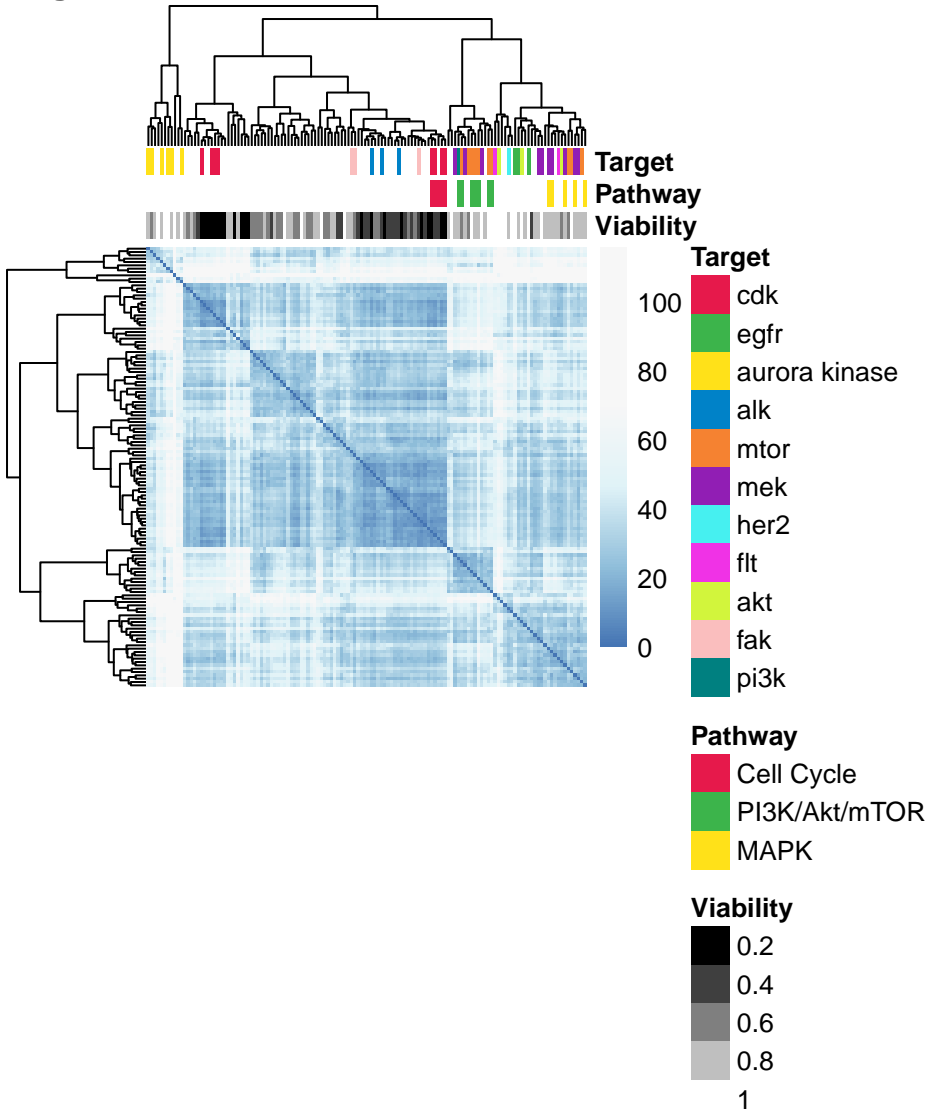 Target
Pathway
Viability
Target
cdk
egfr
aurora kinase
alk
mtor
mek
her2
flt
akt
fak
pi3k
100
80
60
40
20
0
Pathway
Cell Cycle
PI3K/Akt/mTOR
MAPK
Viability
0.2
0.4
0.6
0.8
1